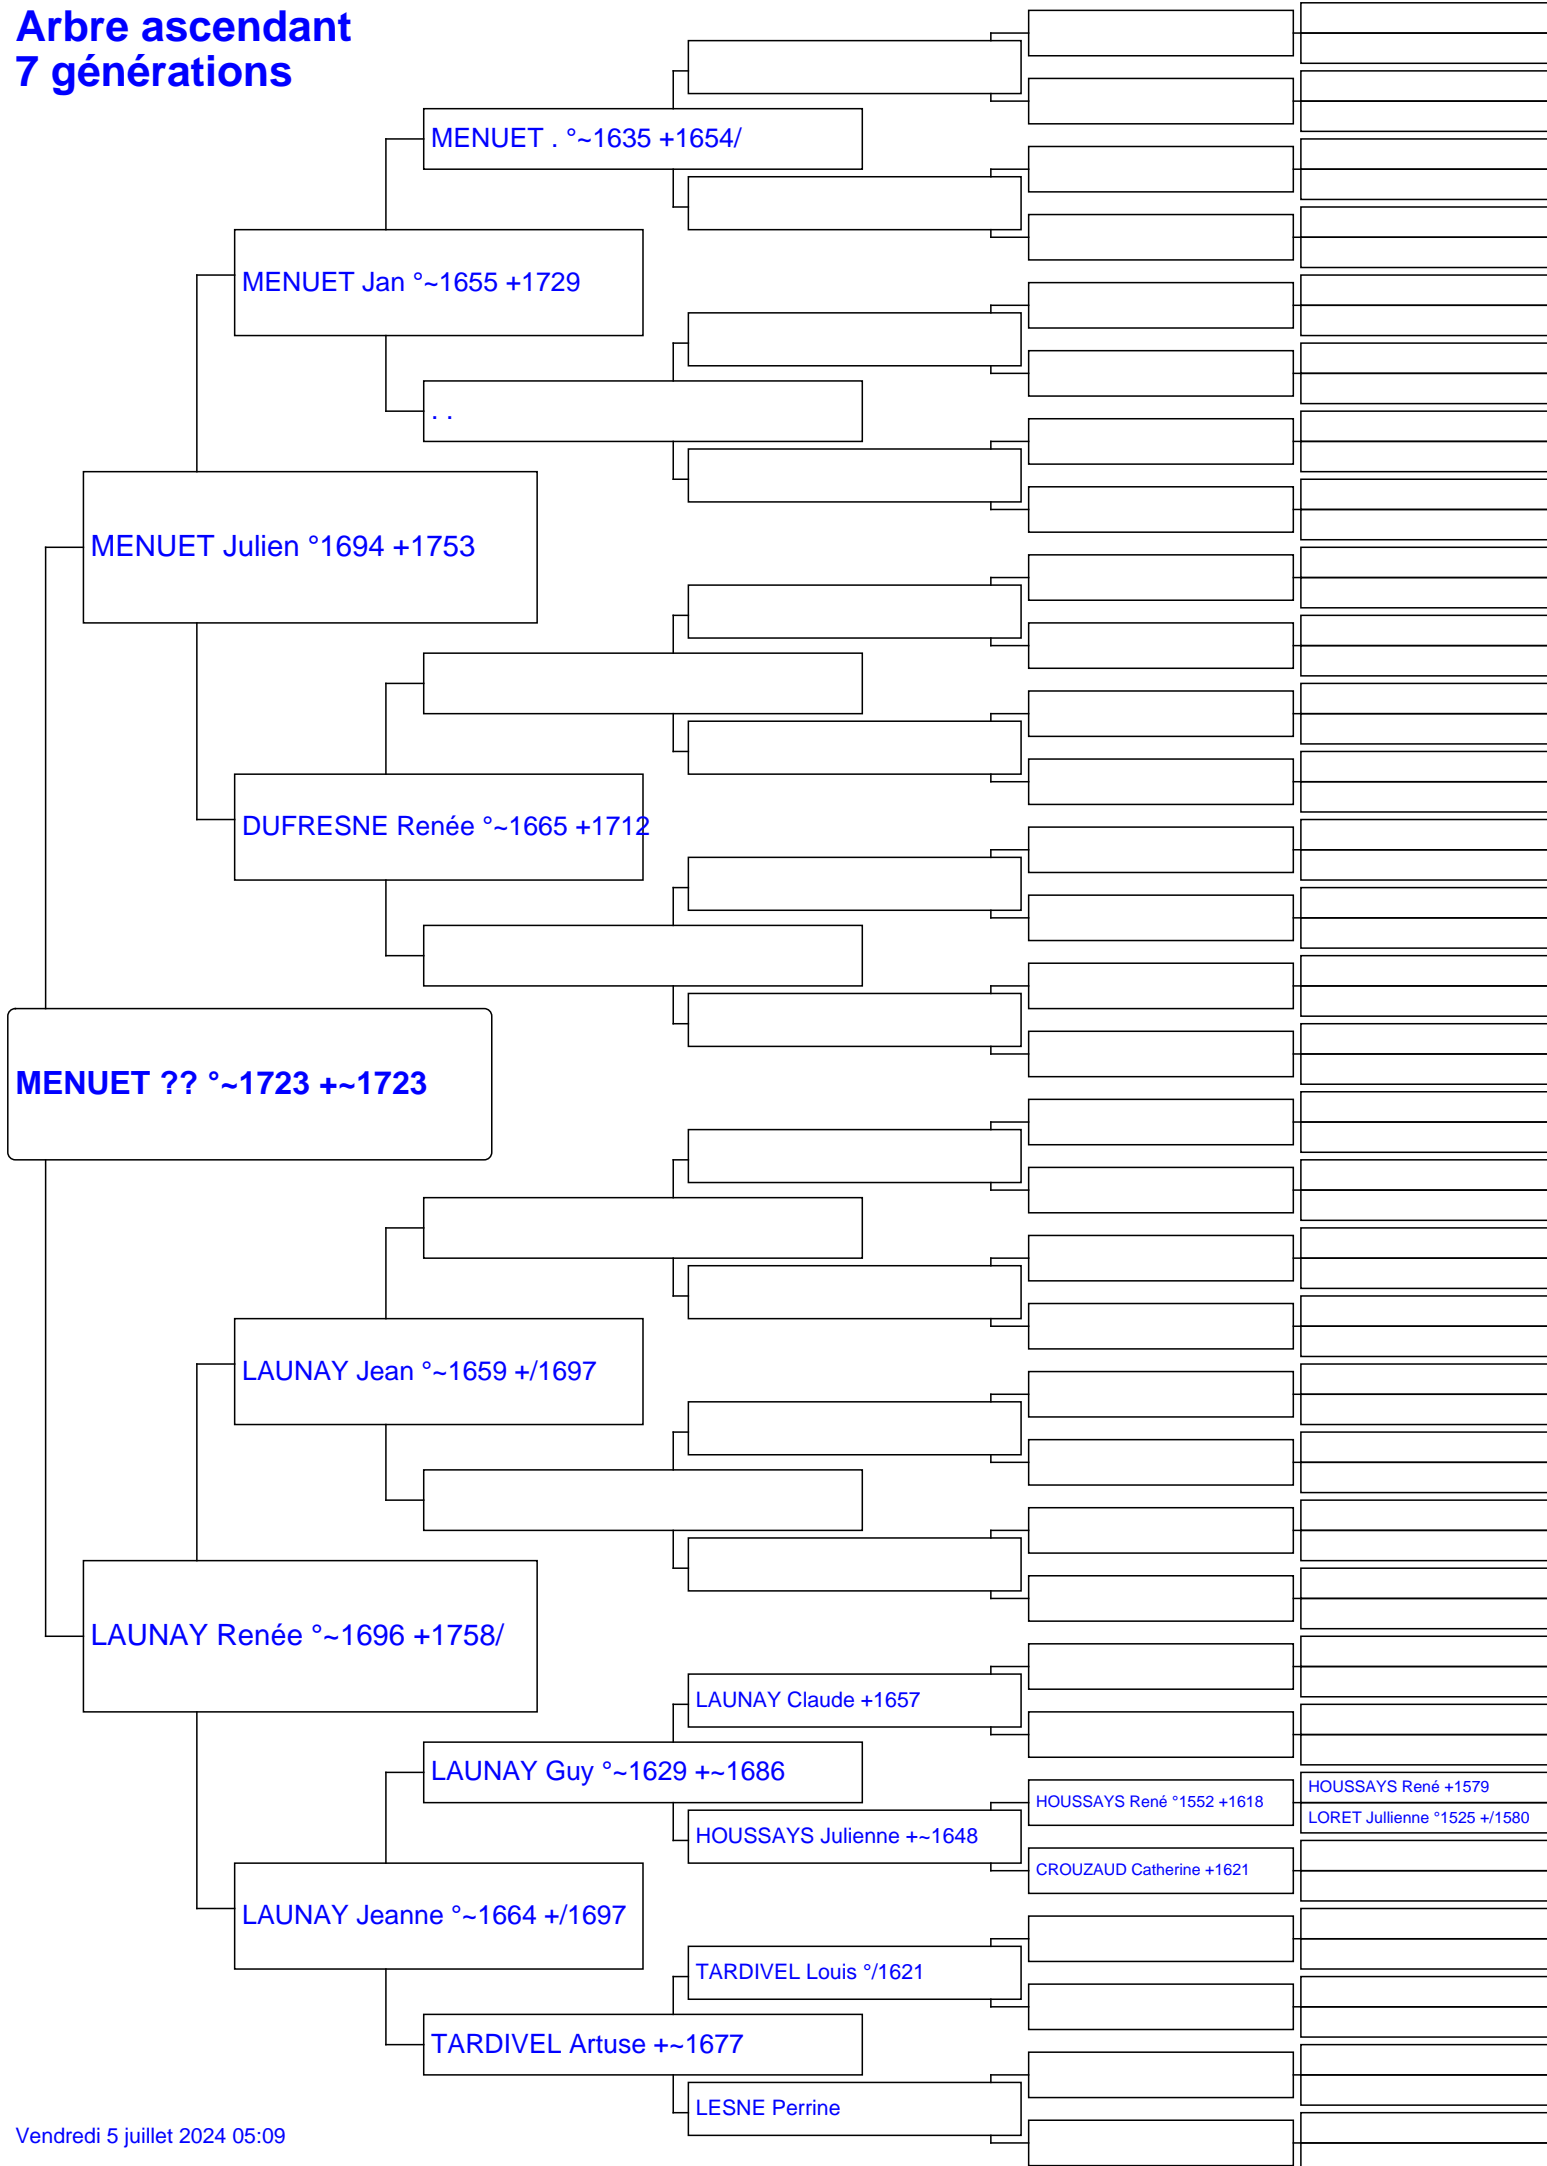 Arbre ascendant
7 générations
MENUET . °~1635 +1654/
MENUET Jan °~1655 +1729
. .
MENUET Julien °1694 +1753
DUFRESNE Renée °~1665 +1712
MENUET ?? °~1723 +~1723
LAUNAY Jean °~1659 +/1697
LAUNAY Renée °~1696 +1758/
LAUNAY Claude +1657
LAUNAY Guy °~1629 +~1686
HOUSSAYS René +1579
HOUSSAYS René °1552 +1618
LORET Jullienne °1525 +/1580
HOUSSAYS Julienne +~1648
CROUZAUD Catherine +1621
LAUNAY Jeanne °~1664 +/1697
TARDIVEL Louis °/1621
TARDIVEL Artuse +~1677
LESNE Perrine
Vendredi 5 juillet 2024 05:09